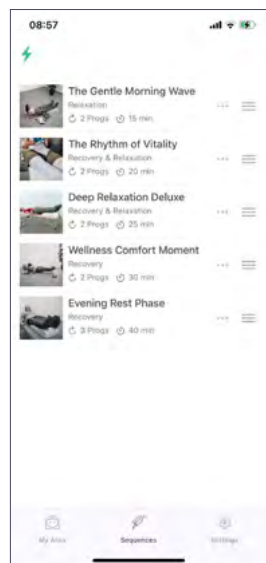 08:57
The Gentle Morning Wave
Relaxation
2 Progs 15 min
The Rhythm of Vitality
Recovery & Relaxation
2 Progs 20 min
Deep Relaxation Deluxe
Recovery & Relaxation
2 Progs 25 min
Wellness Comfort Moment
Recovery
2 Progs 30 min
Evening Rest Phase
Recovery
3 Progs 40 min
My Area Sequences Settings